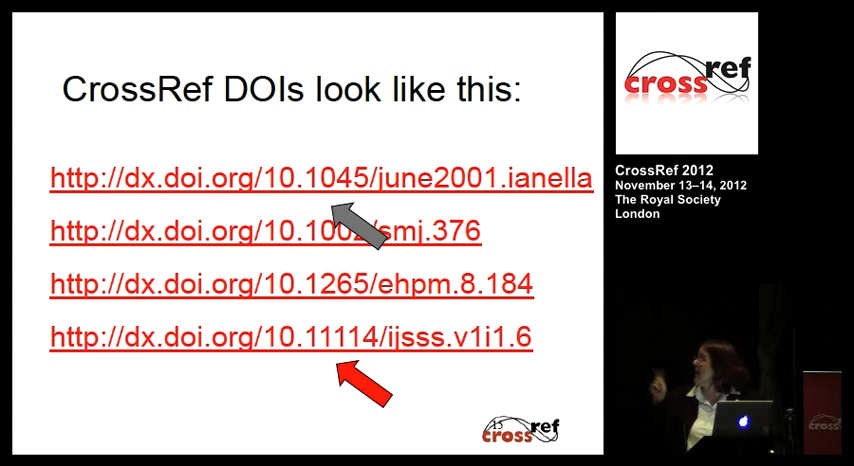 CrossRef DOIs look like this:
http://dx.doi.org/10.1045/june2001.ianella
http://dx.doi.org/10.1002/smj.376
http://dx.doi.org/10.1265/ehpm.8.184
http://dx.doi.org/10.11114/ijsss.v1i1.6
15
crossref
crossref
CrossRef 2012
November 13–14, 2012
The Royal Society
London